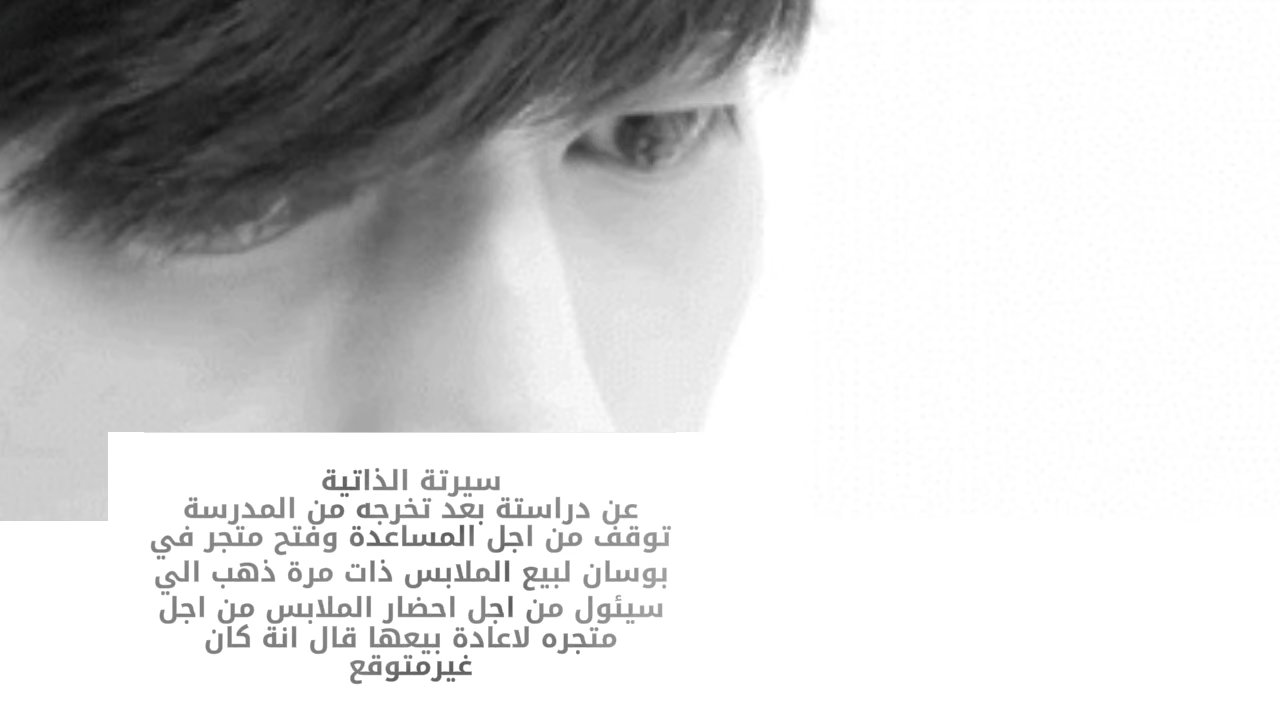 سيرتة الذاتية
عن دراستة بعد تخرجه من المدرسة
توقف من اجل المساعدة وفتح متجر في
بوسان لبيع الملابس ذات مرة ذهب الي
سيئول من اجل احضار الملابس من اجل
متجره لاعادة بيعها قال انة كان
غيرمتوقع